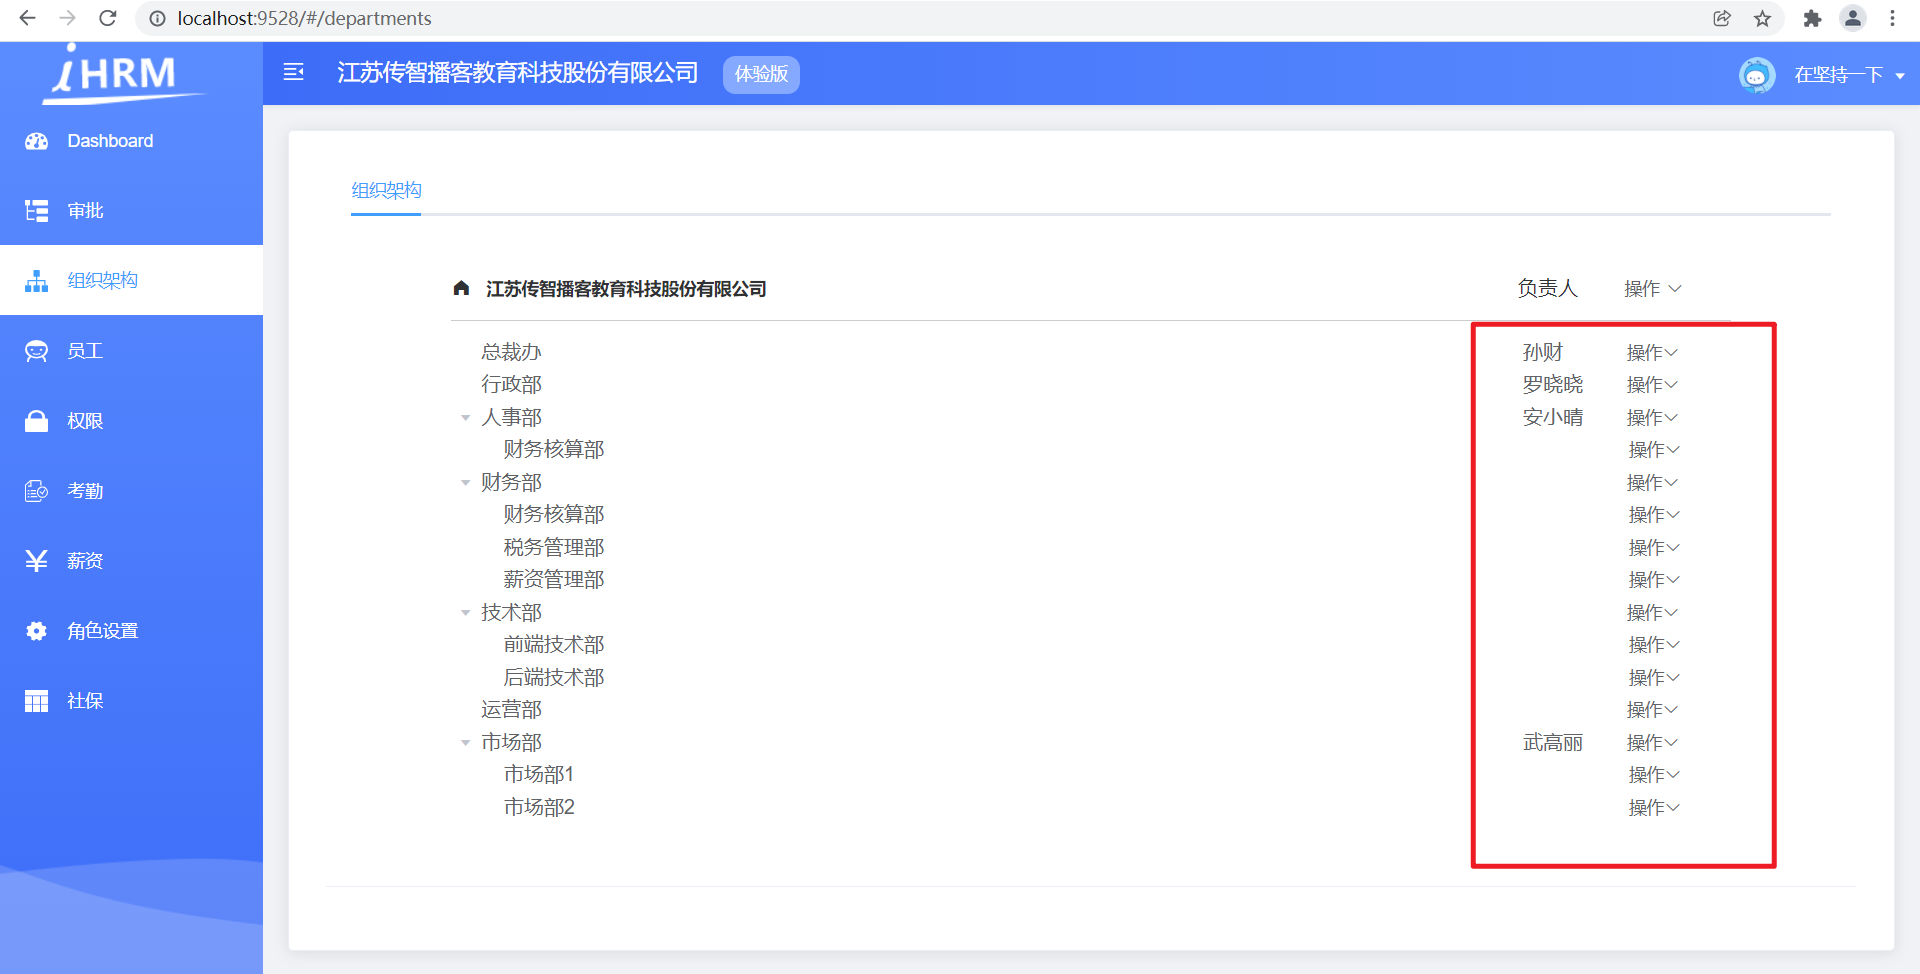 localhost:9528/#/departments
iHRM
江苏传智播客教育科技股份有限公司 体验版 在坚持一下
Dashboard
审批
组织架构
员工
权限
考勤
薪资
角色设置
社保
组织架构
江苏传智播客教育科技股份有限公司 负责人 操作
总裁办 孙财 操作
行政部 罗晓晓 操作
人事部 安小晴 操作
财务核算部 操作
财务部 操作
财务核算部 操作
税务管理部 操作
薪资管理部 操作
技术部 操作
前端技术部 操作
后端技术部 操作
运营部 操作
市场部 武高丽 操作
市场部1 操作
市场部2 操作